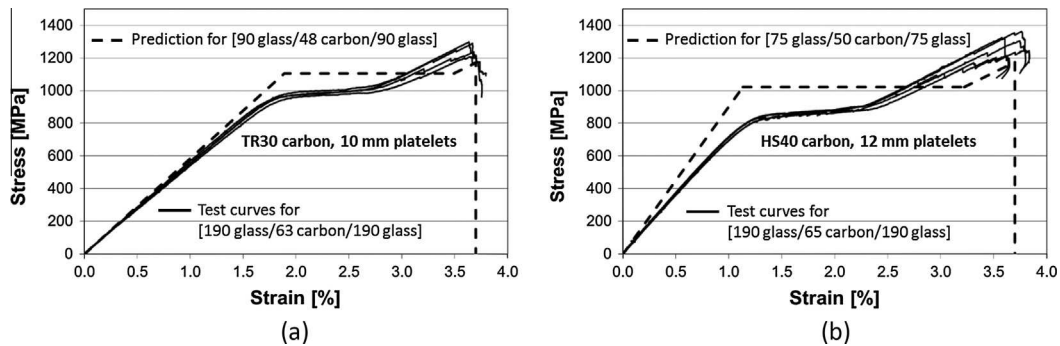 1400
1200
1000
800
600
400
200
0
Stress [MPa]
Prediction for [90 glass/48 carbon/90 glass]
TR30 carbon, 10 mm platelets
Test curves for
[190 glass/63 carbon/190 glass]
0.0 0.5 1.0 1.5 2.0 2.5 3.0 3.5 4.0
Strain [%]
(a)
1400
1200
1000
800
600
400
200
0
Stress [MPa]
Prediction for [75 glass/50 carbon/75 glass]
HS40 carbon, 12 mm platelets
Test curves for
[190 glass/65 carbon/190 glass]
0.0 0.5 1.0 1.5 2.0 2.5 3.0 3.5 4.0
Strain [%]
(b)